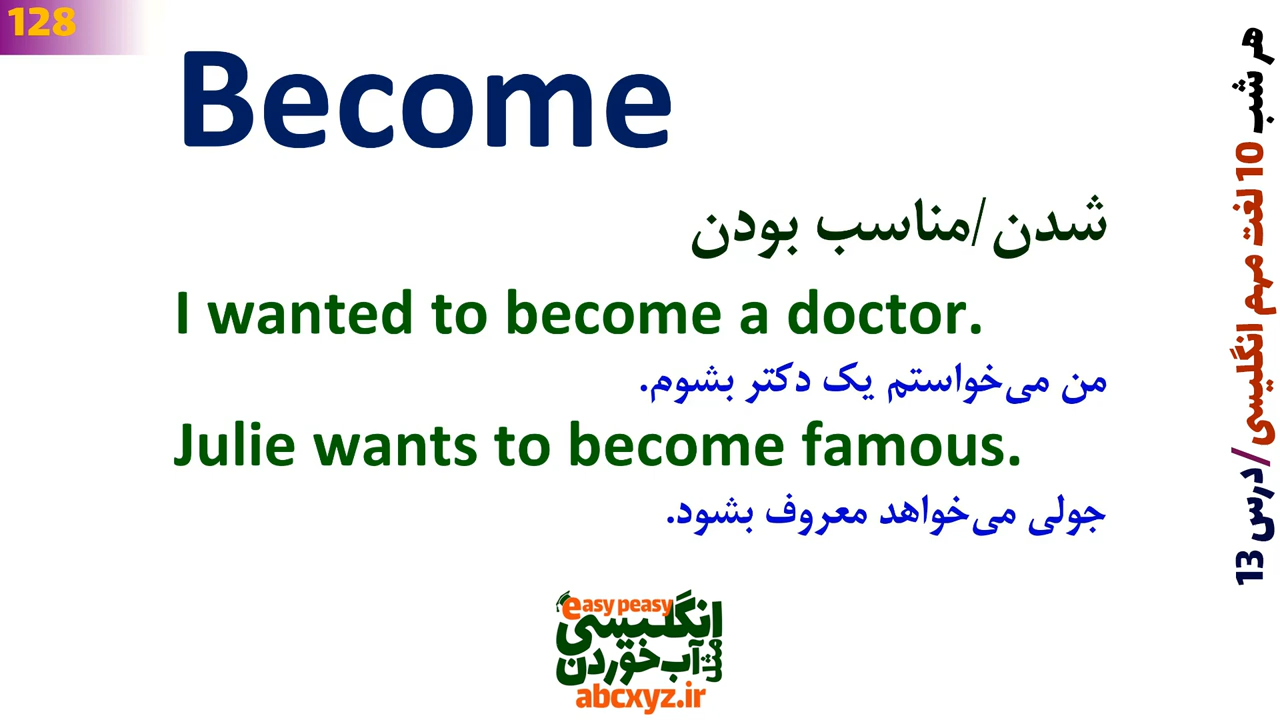 128
Become
شدن/مناسب بودن
I wanted to become a doctor.
من می‌خواستم یک دکتر بشوم.
Julie wants to become famous.
جولی می‌خواهد معروف بشود.
هر شب 10 لغت مهم انگلیسی/درس 13
easy peasy
انگلیسی
مثل آب خوردن
abcxyz.ir